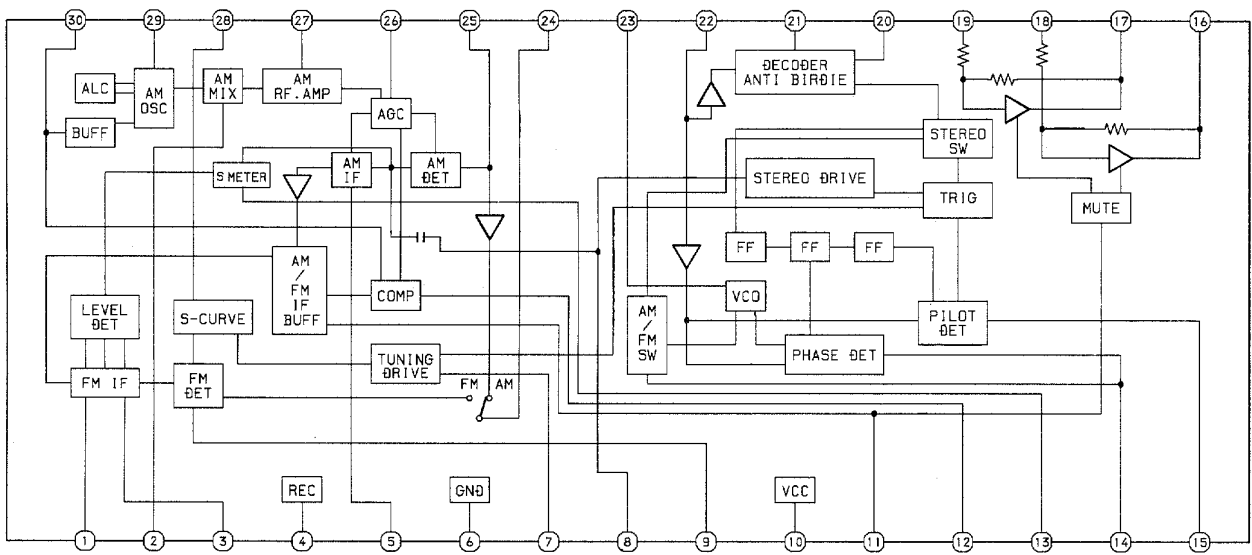 30 29 28 27 26 25 24 23 22 21 20 19 18 17 16
DECODER
ANTI BIRDIE
ALC
AM
OSC
AM
MIX
AM
RF.AMP
AGC
BUFF
STEREO
SW
S METER
AM
IF
AM
DET
STEREO DRIVE
TRIG
MUTE
FF FF FF
AM
/
FM
IF
BUFF
COMP
VCO
LEVEL
DET
S-CURVE
AM
/
FM
SW
PILOT
DET
TUNING
DRIVE
PHASE DET
FM IF
FM
DET
FM AM
REC GND VCC
1 2 3 4 5 6 7 8 9 10 11 12 13 14 15